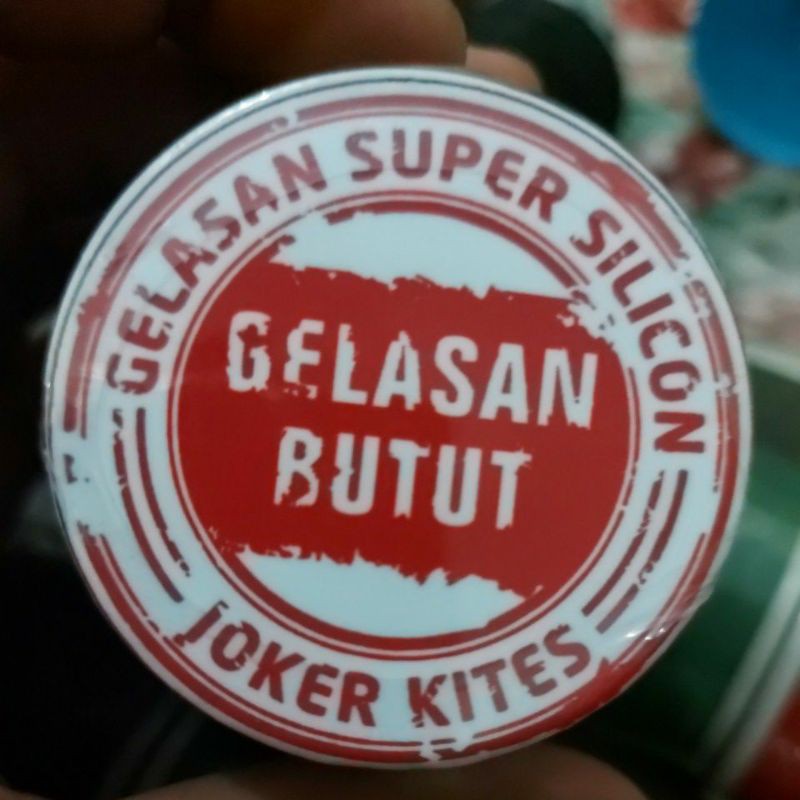 GELASAN SUPER SILICON
GELASAN
BUTUT
JOKER KITES